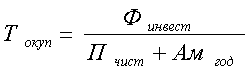 Т окуп = Ф инвест / П чист + Ам год